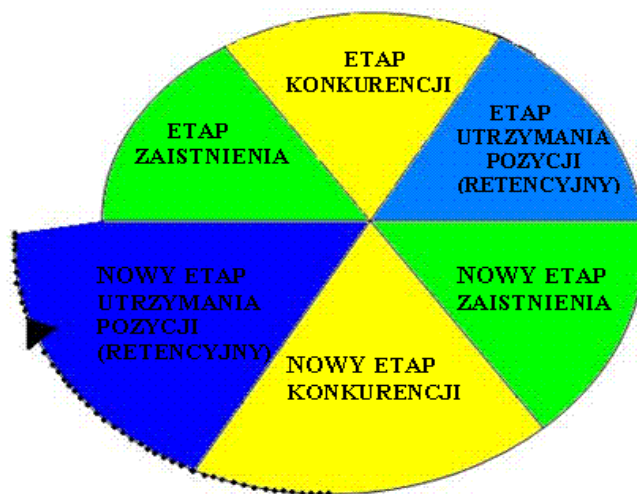 ETAP
KONKURENCJI
ETAP
ZAISTNIENIA
ETAP
UTRZYMANIA
POZYCJI
(RETENCYJNY)
NOWY ETAP
UTRZYMANIA
POZYCJI
(RETENCYJNY)
NOWY ETAP
ZAISTNIENIA
NOWY ETAP
KONKURENCJI